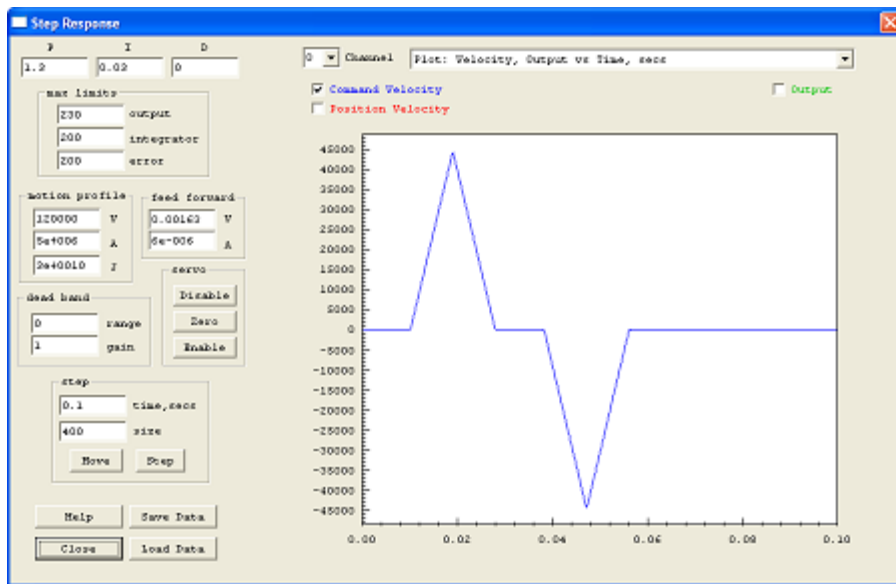 Step Response
P I D
1.2 0.02 0
0 Channel Plot: Velocity, Output vs Time, secs
Command Velocity Output
Position Velocity
max limits
230 output
200 integrator
200 error
motion profile
120000 V
5e+006 A
2e+0010 J
feed forward
0.00163 V
6e-006 A
servo
Disable
Zero
Enable
dead band
0 range
1 gain
step
0.1 time,secs
400 size
Move Step
Help Save Data
Close Load Data
45000
40000
35000
30000
25000
20000
15000
10000
5000
0
-5000
-10000
-15000
-20000
-25000
-30000
-35000
-40000
-45000
0.00 0.02 0.04 0.06 0.08 0.10